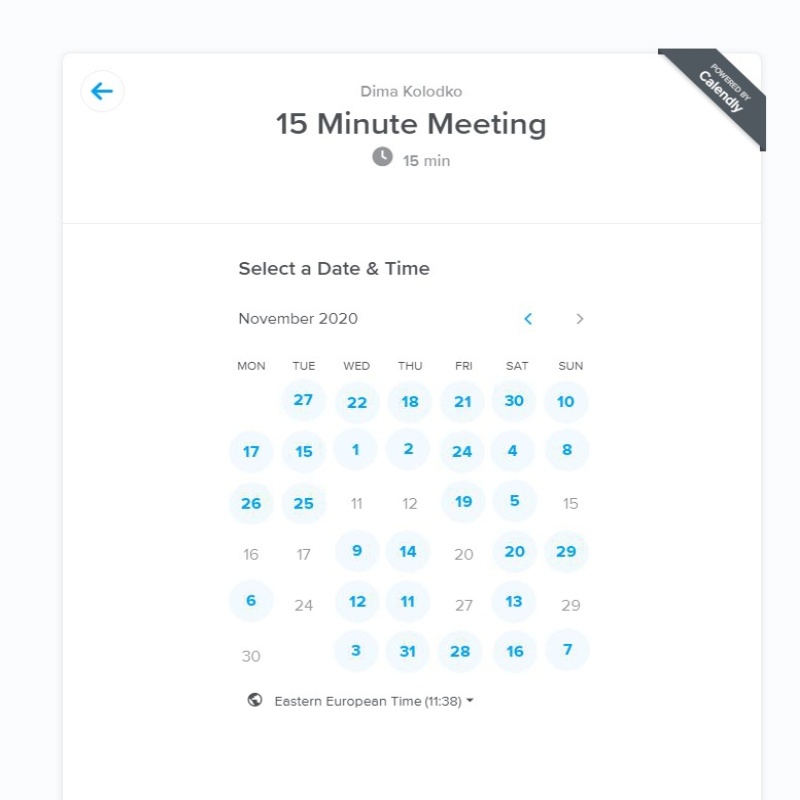 POWERED BY
Calendly
Dima Kolodko
15 Minute Meeting
15 min
Select a Date & Time
November 2020
MON TUE WED THU FRI SAT SUN
27 22 18 21 30 10
17 15 1 2 24 4 8
26 25 11 12 19 5 15
16 17 9 14 20 20 29
6 24 12 11 27 13 29
30 3 31 28 16 7
Eastern European Time (11:38)